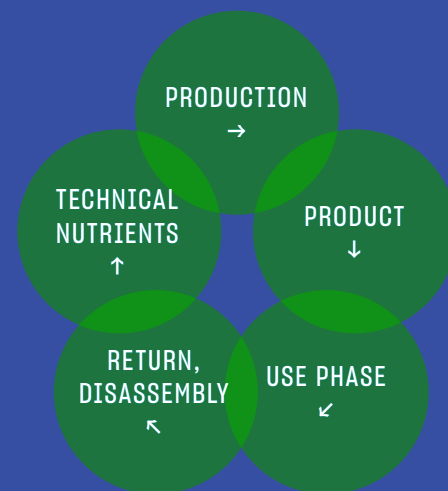 PRODUCTION
→
PRODUCT
↓
USE PHASE
↙
RETURN,
DISASSEMBLY
↖
TECHNICAL
NUTRIENTS
↑